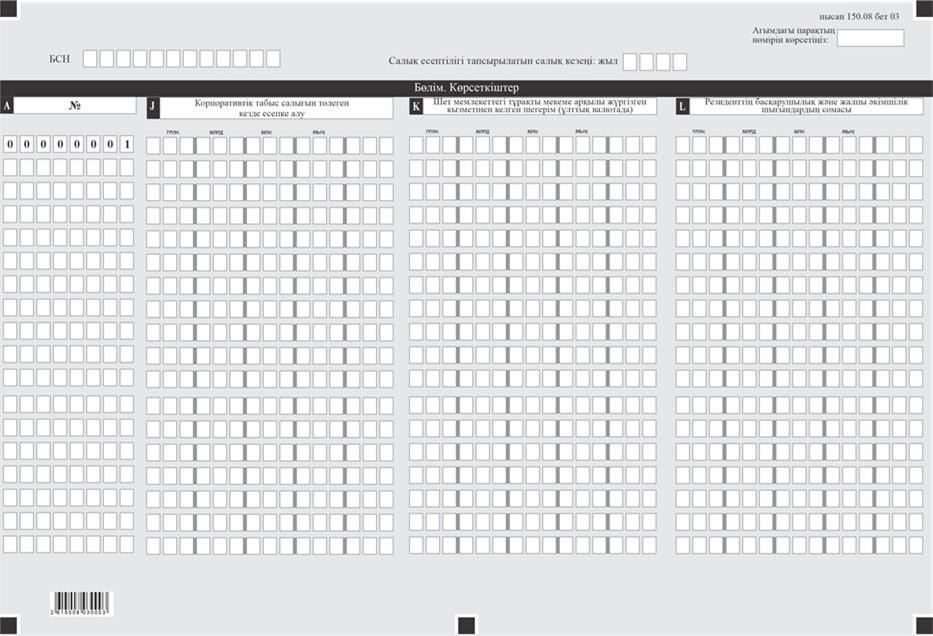 нысан 150.08 бет 03
Ағымдағы парақтың
нөмірін көрсетіңіз:
БСН
Салық есептілігі тапсырылатын салық кезеңі: жыл
Бөлім. Көрсеткіштер
A №
J Корпоративтік табыс салығын төлеген
кезде есепке алу
K Шет мемлекеттегі тұрақты мекеме арқылы жүргізген
қызметінен келген шегерім (ұлттық валютада)
L Резиденттің басқарушылық және жалпы әкімшілік
шығындардың сомасы
ТРЛН. МЛРД МЛН. МЫҢ ТРЛН. МЛРД МЛН. МЫҢ ТРЛН. МЛРД МЛН. МЫҢ
0 0 0 0 0 0 0 1